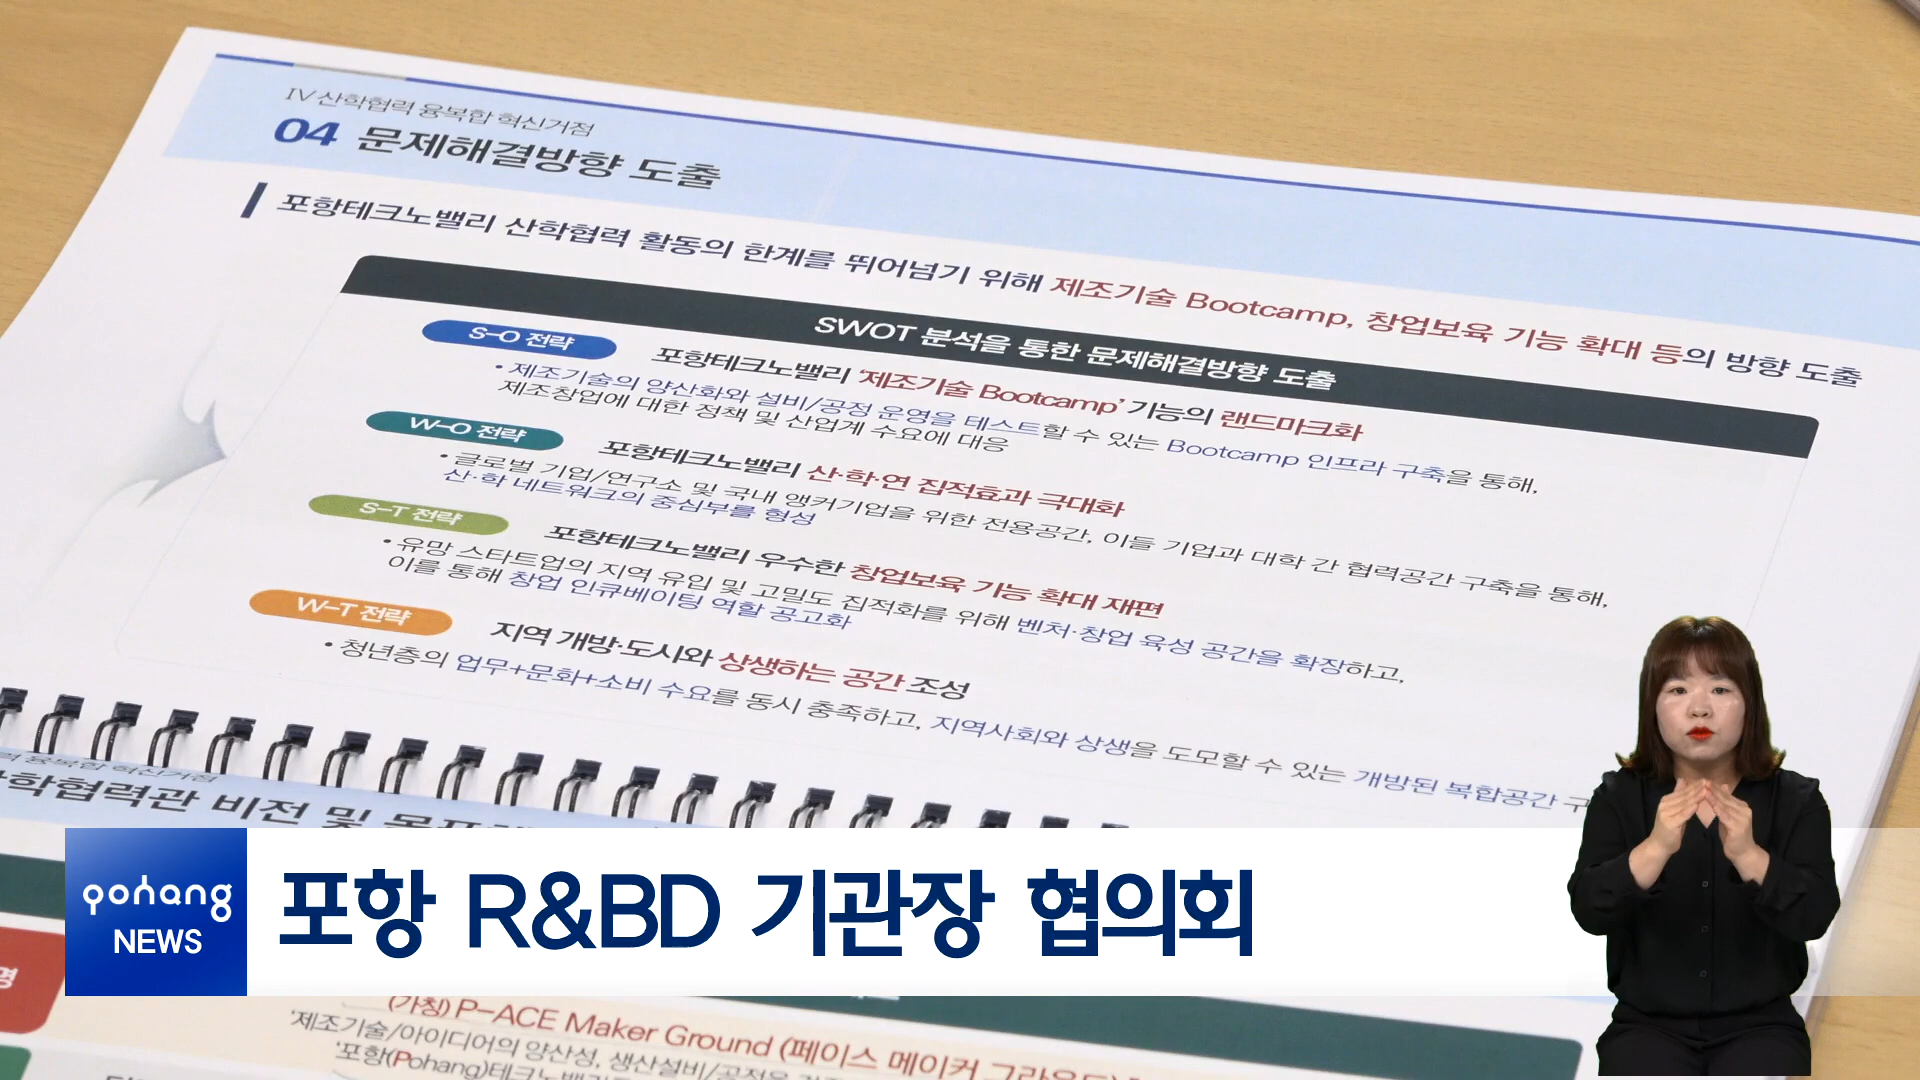 IV 산학협력 융복합 혁신거점
04 문제해결방향 도출
포항테크노밸리 산학협력 활동의 한계를 뛰어넘기 위해 제조기술 Bootcamp, 창업보육 기능 확대 등의 방향 도출
SWOT 분석을 통한 문제해결방향 도출
S-O 전략
포항테크노밸리 '제조기술 Bootcamp' 기능의 랜드마크화
• 제조기술의 양산화와 설비/공정 운영을 테스트할 수 있는 Bootcamp 인프라 구축을 통해,
제조창업에 대한 정책 및 산업계 수요에 대응
W-O 전략
포항테크노밸리 산·학·연 집적효과 극대화
• 글로벌 기업/연구소 및 국내 앵커기업을 위한 전용공간, 이들 기업과 대학 간 협력공간 구축을 통해,
산·학 네트워크의 중심부를 형성
S-T 전략
포항테크노밸리 우수한 창업보육 기능 확대 재편
• 유망 스타트업의 지역 유입 및 고밀도 집적화를 위해 벤처·창업 육성 공간을 확장하고,
이를 통해 창업 인큐베이팅 역할 공고화
W-T 전략
지역 개방·도시와 상생하는 공간 조성
• 청년층의 업무+문화+소비 수요를 동시 충족하고, 지역사회와 상생을 도모할 수 있는 개방된 복합공간 구
융복합 혁신거점
학협력관 비전 및 목표
pohang
NEWS
포항 R&BD 기관장 협의회
명
(가칭) P-ACE Maker Ground (페이스 메이커 그라운드)
'제조기술/아이디어의 양산성, 생산설비/공정을
'포항(Pohang)테크노밸리